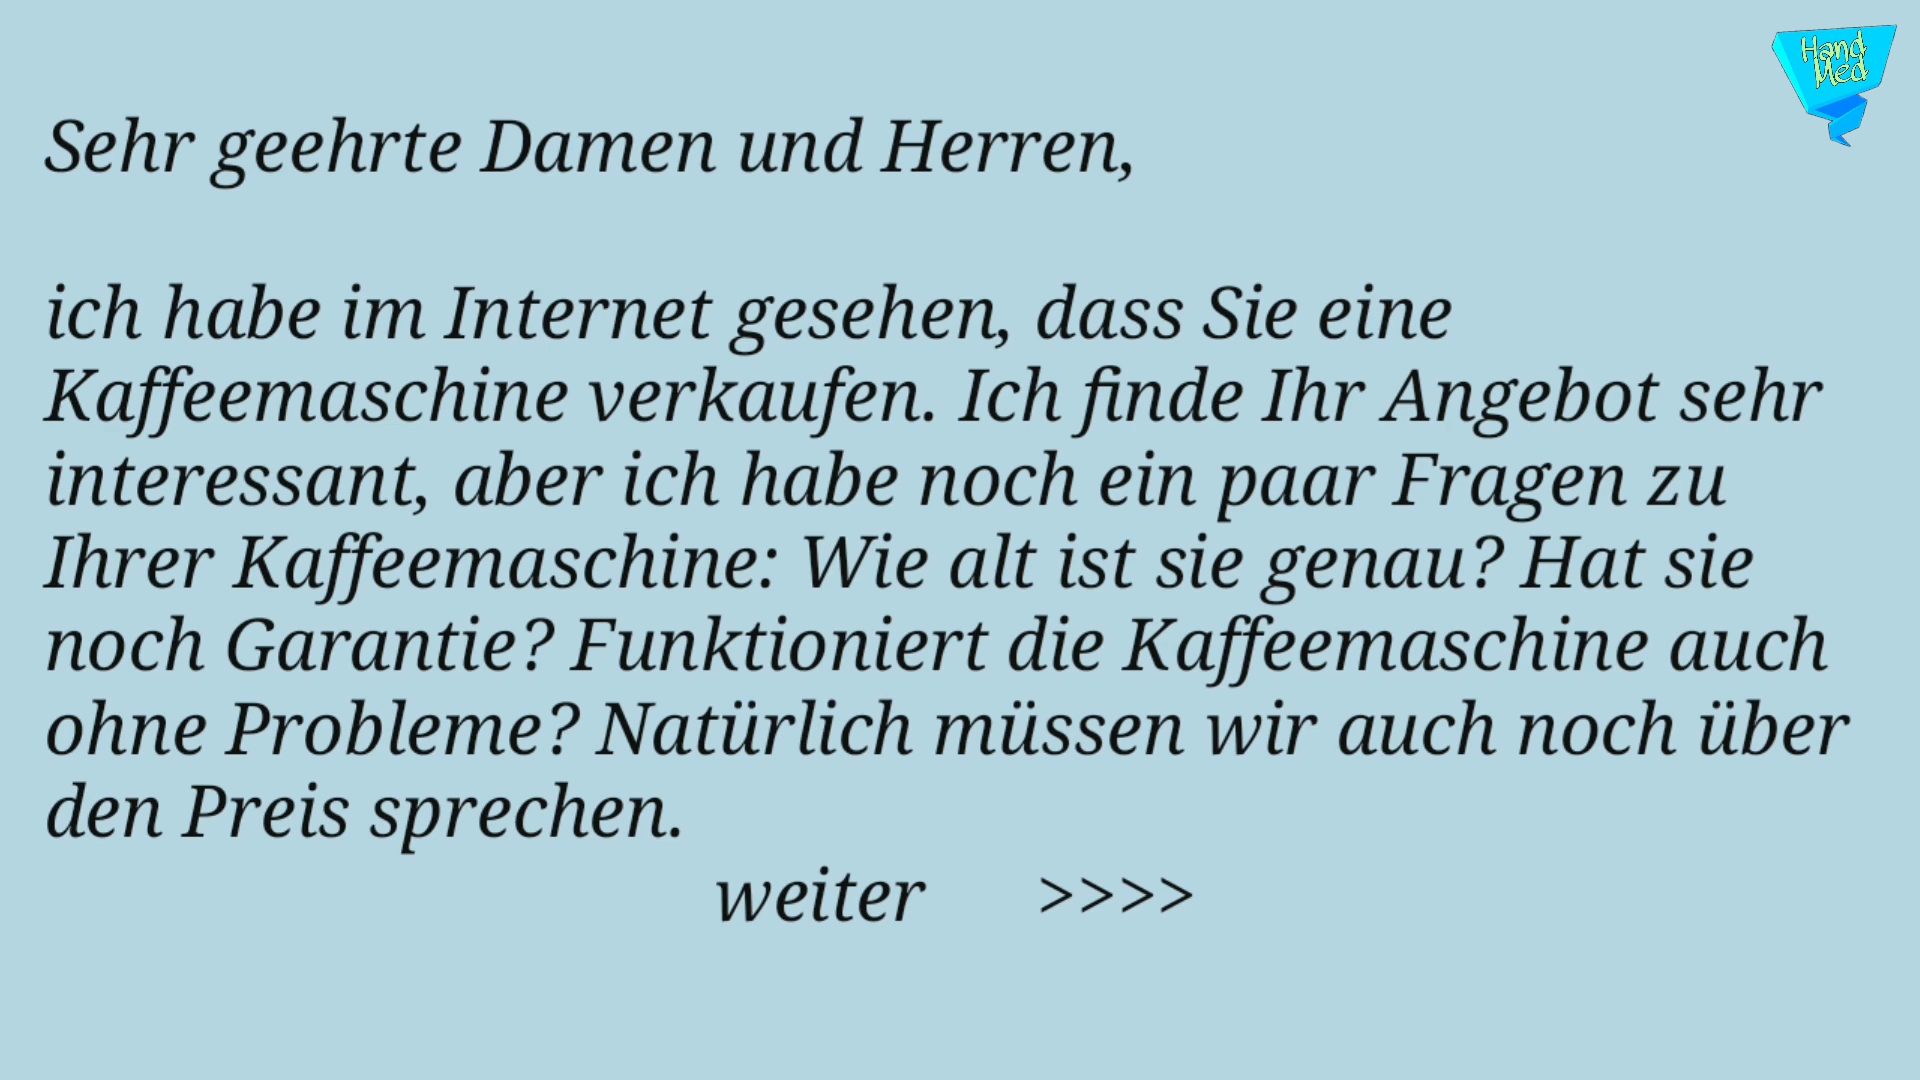 Hand
Med
Sehr geehrte Damen und Herren,
ich habe im Internet gesehen, dass Sie eine
Kaffeemaschine verkaufen. Ich finde Ihr Angebot sehr
interessant, aber ich habe noch ein paar Fragen zu
Ihrer Kaffeemaschine: Wie alt ist sie genau? Hat sie
noch Garantie? Funktioniert die Kaffeemaschine auch
ohne Probleme? Natürlich müssen wir auch noch über
den Preis sprechen.
weiter >>>>